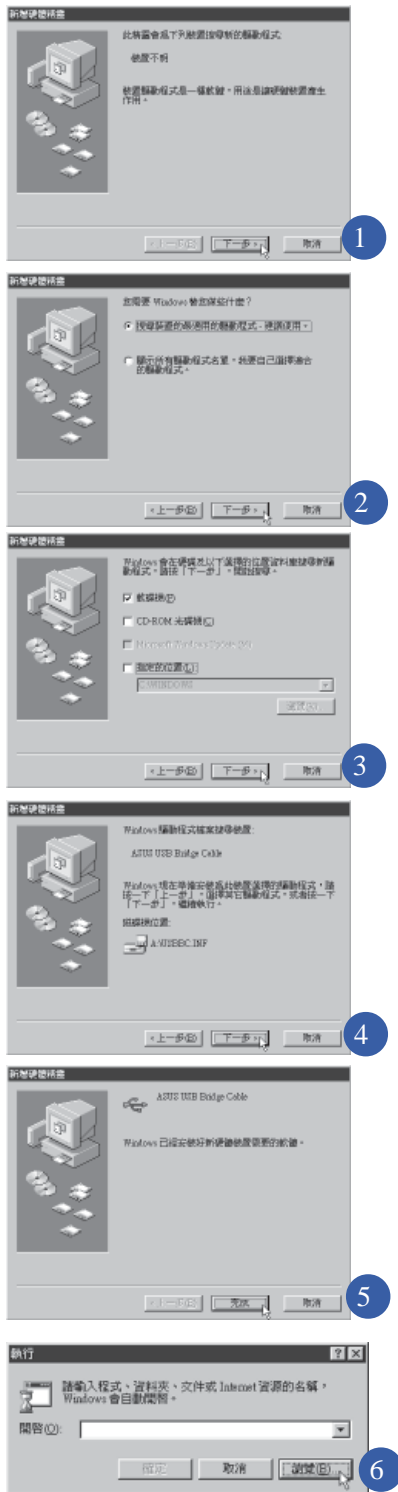 新增硬體精靈
此精靈會為下列裝置搜尋新的驅動程式:
裝置不明
裝置驅動程式是一種軟體,用途是讓硬體裝置產生
作用。
<上一步(B)
下一步>
取消
1
新增硬體精靈
您需要 Windows 替您做些什麼?
搜尋裝置的最適用的驅動程式 - 建議使用。
顯示所有驅動程式名單,我要自己選擇適合
的驅動程式。
<上一步(B)
下一步>
取消
2
新增硬體精靈
Windows 會在硬碟及以下選擇的位置資料庫搜尋新驅
動程式。請按「下一步」,開始搜尋。
軟碟機(F)
CD-ROM 光碟機(C)
Microsoft Windows Update (M)
指定的位置(L)
C:\WINDOWS
瀏覽(R)...
<上一步(B)
下一步>
取消
3
新增硬體精靈
Windows 驅動程式檔案搜尋裝置:
ASUS USB Bridge Cable
Windows 現在準備安裝為此裝置選擇的驅動程式,請
按一下「上一步」,選擇其它驅動程式,或者按一下
「下一步」,繼續執行。
磁碟機位置:
A:\USBBC.INF
<上一步(B)
下一步>
取消
4
新增硬體精靈
ASUS USB Bridge Cable
Windows 已經安裝好新硬體裝置需要的軟體。
<上一步(B)
完成
取消
5
執行
請輸入程式、資料夾、文件或 Internet 資源的名稱,
Windows 會自動開啟。
開啟(O):
確定
取消
瀏覽(B)...
6